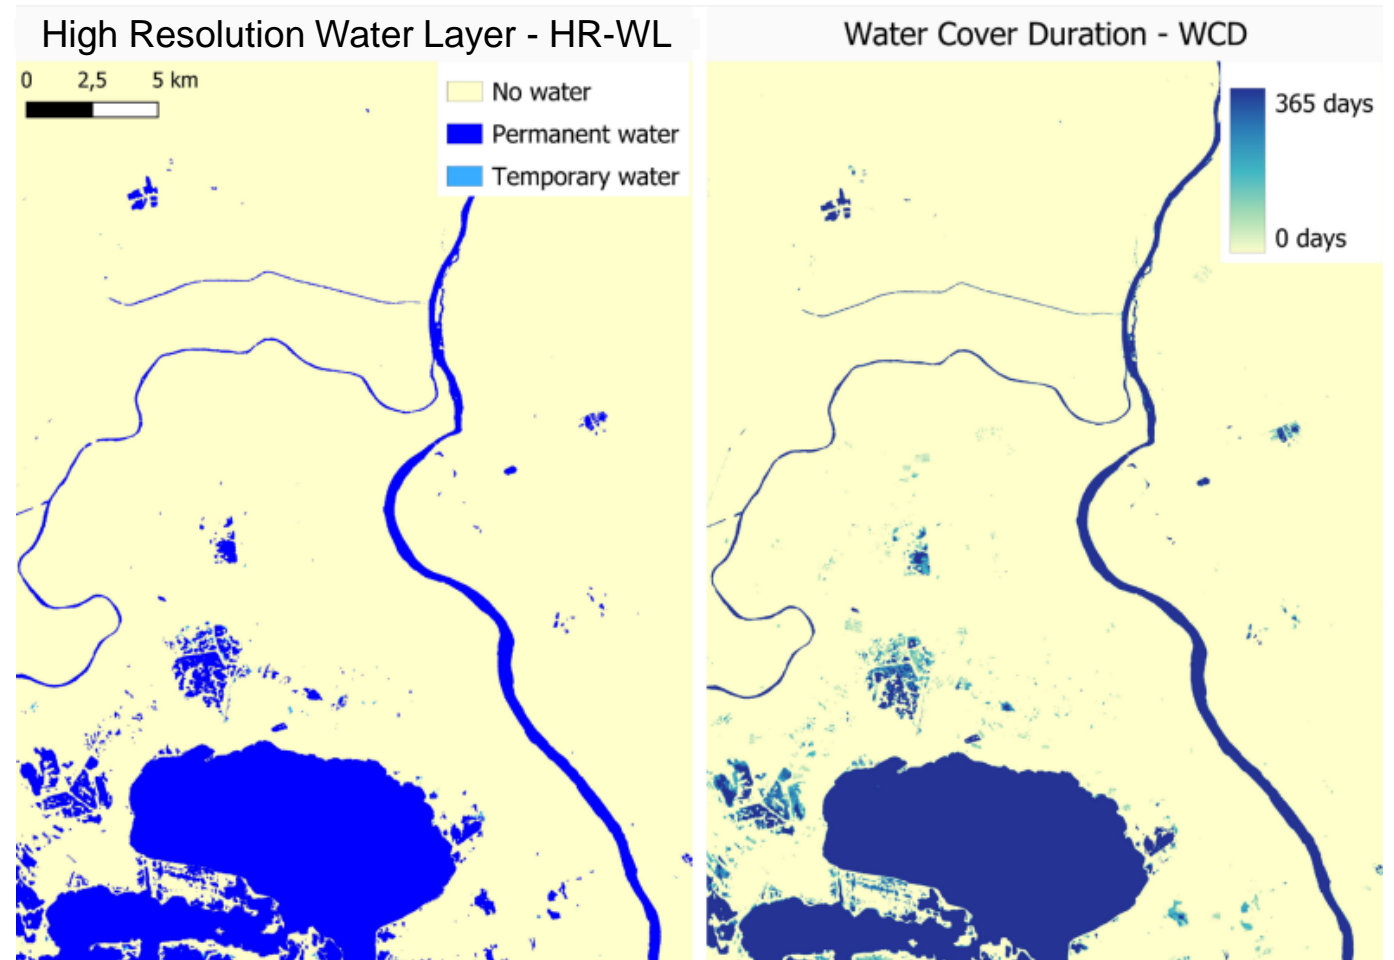 High Resolution Water Layer - HR-WL
0 2,5 5 km
No water
Permanent water
Temporary water
Water Cover Duration - WCD
365 days
0 days